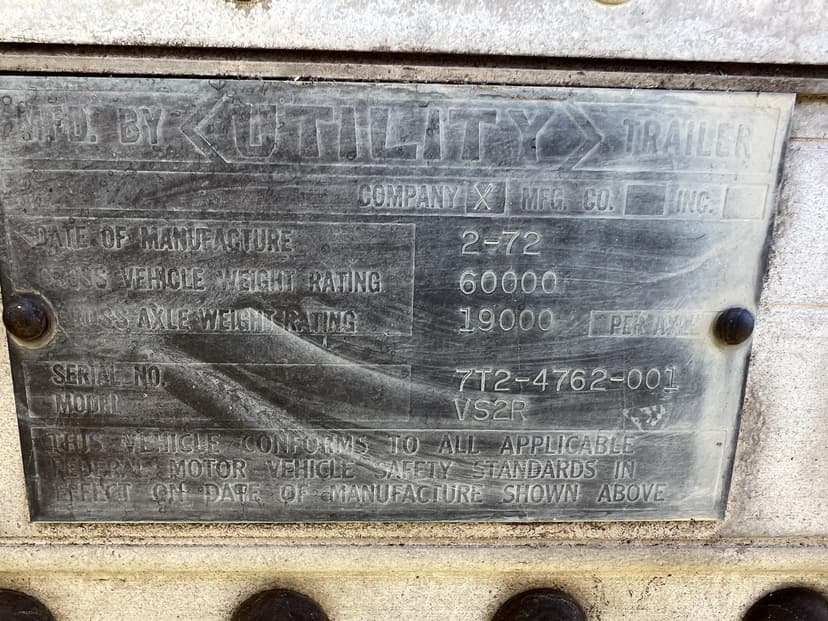 MFD. BY UTILITY TRAILER
COMPANY X MFG. CO. INC.
DATE OF MANUFACTURE 2-72
GROSS VEHICLE WEIGHT RATING 60000
GROSS AXLE WEIGHT RATING 19000 PER AXLE
SERIAL NO. 7T2-4762-001
MODEL VS2R
THIS VEHICLE CONFORMS TO ALL APPLICABLE
FEDERAL MOTOR VEHICLE SAFETY STANDARDS IN
EFFECT ON DATE OF MANUFACTURE SHOWN ABOVE